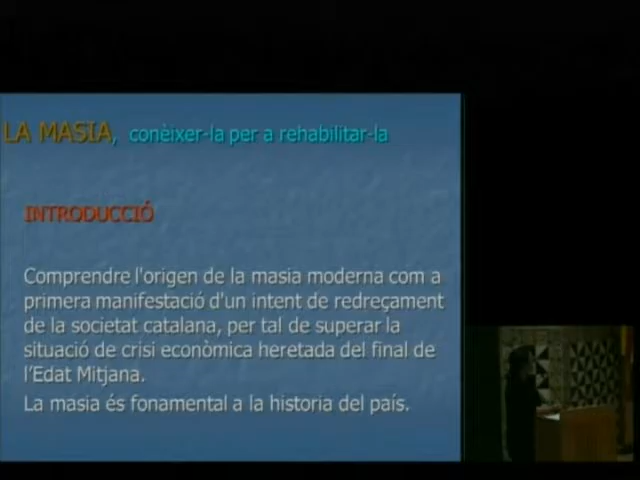 LA MASIA, conèixer-la per a rehabilitar-la
INTRODUCCIÓ
Comprendre l'origen de la masia moderna com a
primera manifestació d'un intent de redreçament
de la societat catalana, per tal de superar la
situació de crisi econòmica heretada del final de
l'Edat Mitjana.
La masia és fonamental a la historia del país.